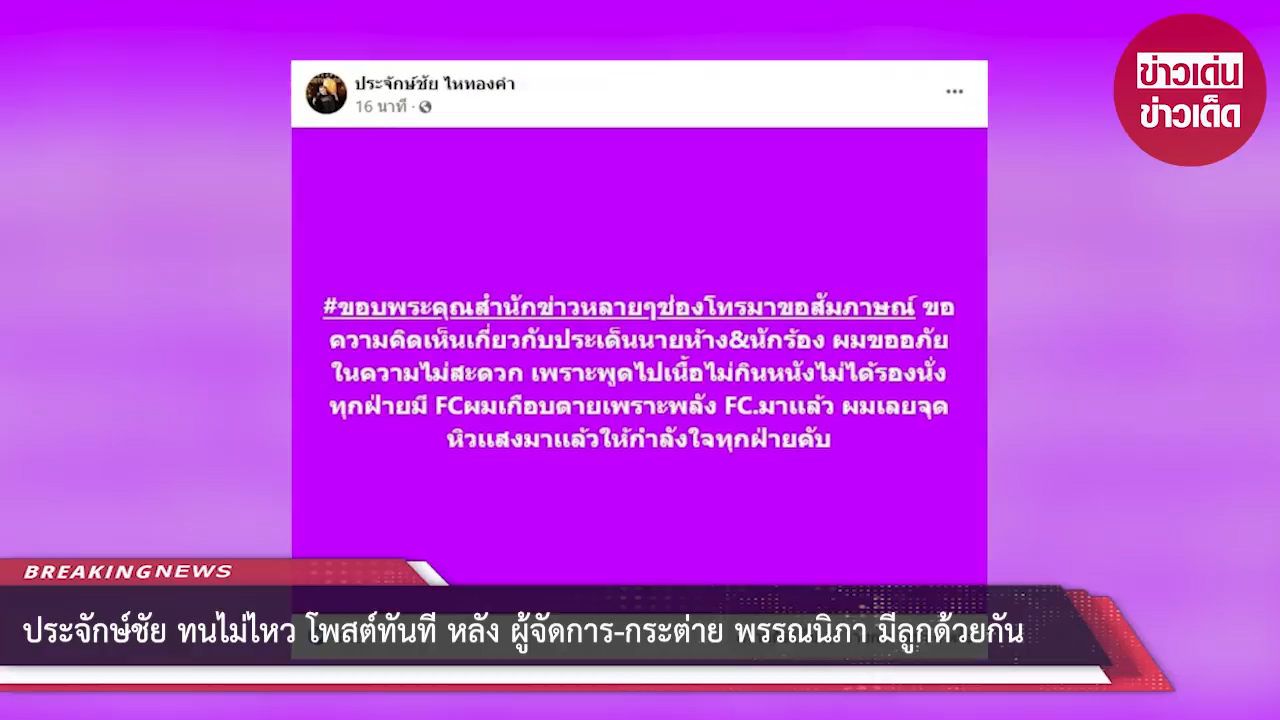 ประจักษ์ชัย ไหทองคำ
16 นาที ·
ข่าวเด่น
ข่าวเด็ด
#ขอบพระคุณสำนักข่าวหลายๆช่องโทรมาขอสัมภาษณ์ ขอ
ความคิดเห็นเกี่ยวกับประเด็นนายห้าง&นักร้อง ผมขออภัย
ในความไม่สะดวก เพราะพูดไปเนื้อไม่กินหนังไม่ได้รองนั่ง
ทุกฝ่ายมี FCผมเกือบตายเพราะพลัง FC.มาแล้ว ผมเลยจุด
หิวแสงมาแล้วให้กำลังใจทุกฝ่ายคับ
BREAKINGNEWS
ประจักษ์ชัย ทนไม่ไหว โพสต์ทันที หลัง ผู้จัดการ-กระต่าย พรรณนิภา มีลูกด้วยกัน